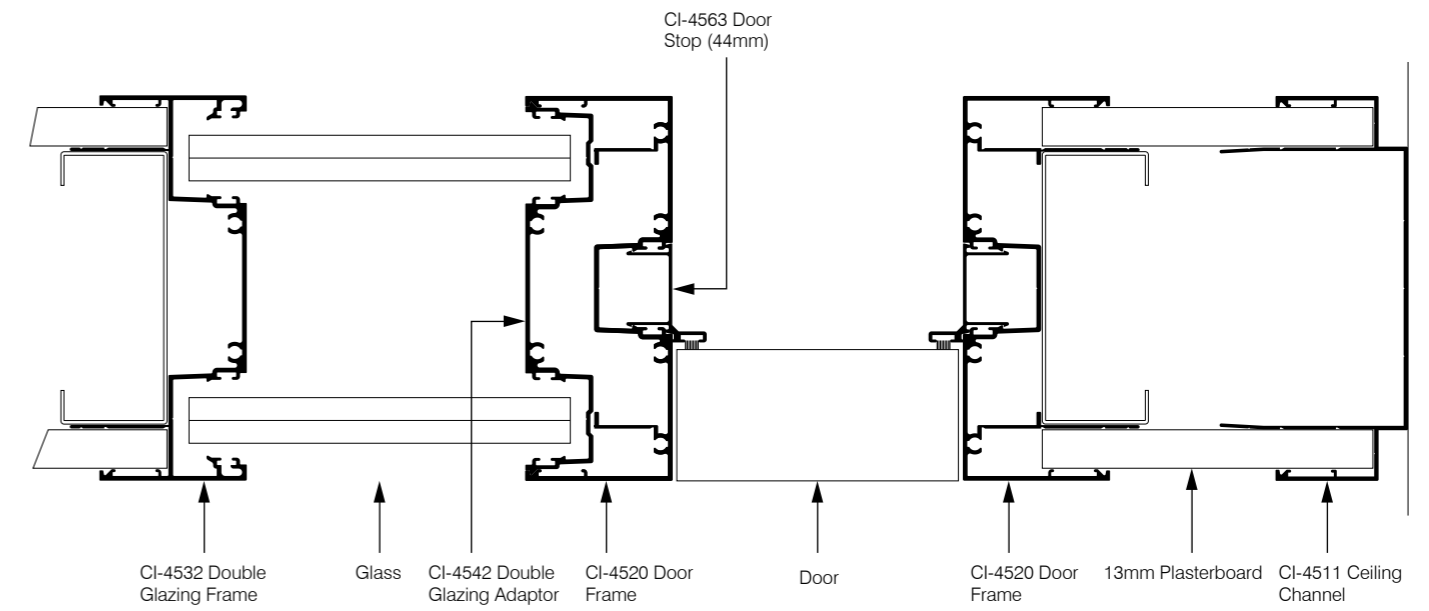 CI-4563 Door
Stop (44mm)
CI-4532 Double
Glazing Frame
Glass
CI-4542 Double
Glazing Adaptor
CI-4520 Door
Frame
Door
CI-4520 Door
Frame
13mm Plasterboard
CI-4511 Ceiling
Channel